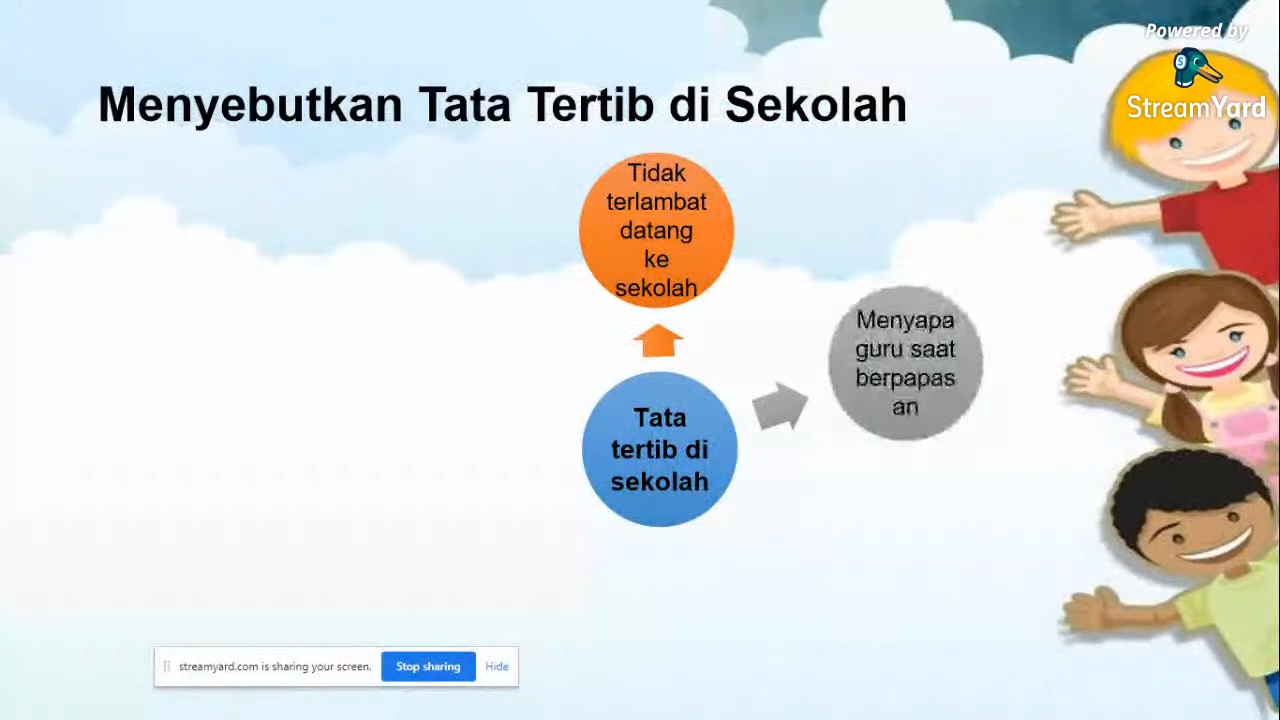 Powered by
S
StreamYard
Menyebutkan Tata Tertib di Sekolah
Tidak
terlambat
datang
ke
sekolah
Menyapa
guru saat
berpapas
an
Tata
tertib di
sekolah
streamyard.com is sharing your screen.
Stop sharing
Hide